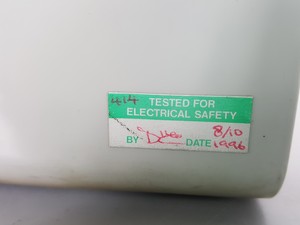 414 TESTED FOR
ELECTRICAL SAFETY
8/10
BY DATE 1996